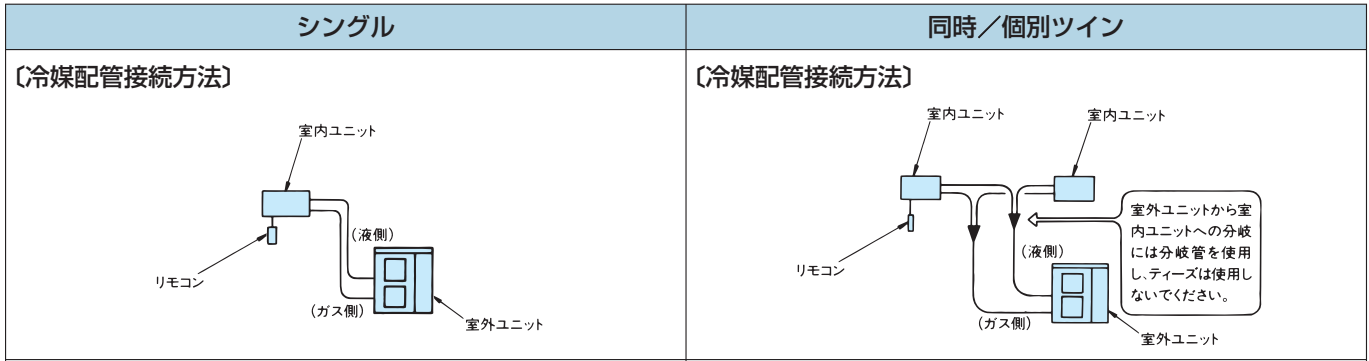 シングル
〔冷媒配管接続方法〕
室内ユニット
リモコン
(液側)
(ガス側)
室外ユニット
同時／個別ツイン
〔冷媒配管接続方法〕
室内ユニット
室内ユニット
リモコン
(液側)
(ガス側)
室外ユニット
室外ユニットから室
内ユニットへの分岐
には分岐管を使用
し、ティーズは使用し
ないでください。